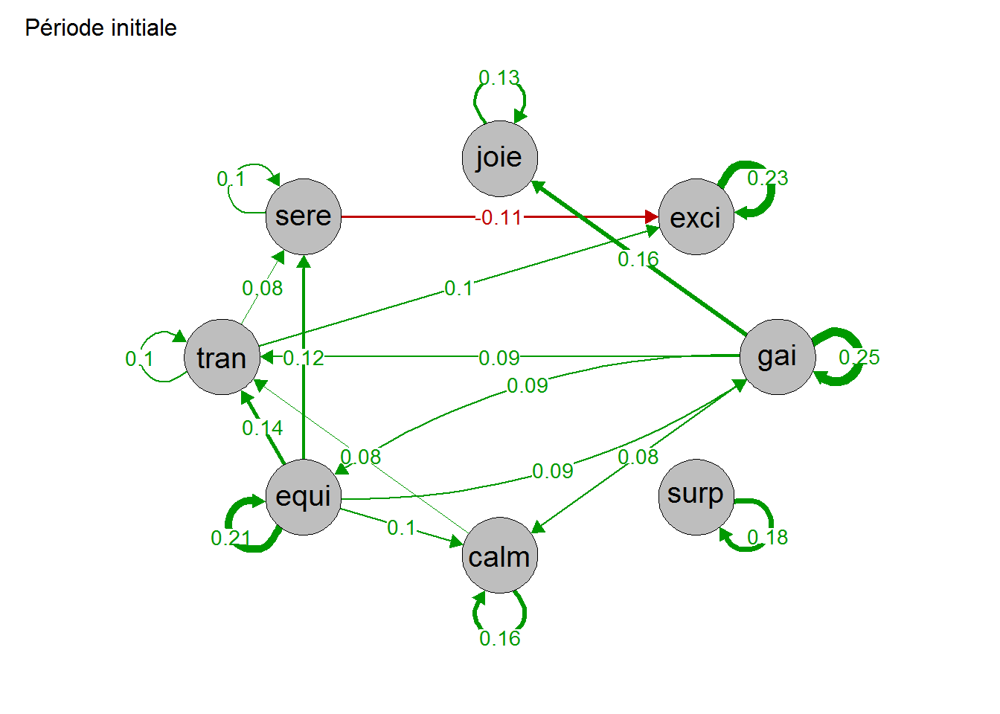 Période initiale
0.13
joie
0.1
0.23
sere
-0.11
exci
0.16
0.08
0.1
0.1
tran
0.12
0.09
gai
0.25
0.09
0.14
0.08
0.09
0.08
equi
surp
0.21
0.1
calm
0.18
0.16